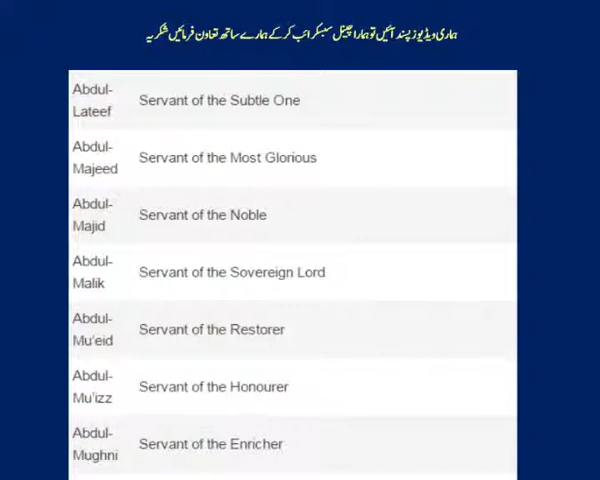 ہماری ویڈیوز پسند آئیں تو ہمارا چینل سبسکرائب کر کے ہمارے ساتھ تعاون فرمائیں شکریہ
Abdul-
Lateef
Servant of the Subtle One
Abdul-
Majeed
Servant of the Most Glorious
Abdul-
Majid
Servant of the Noble
Abdul-
Malik
Servant of the Sovereign Lord
Abdul-
Mu'eid
Servant of the Restorer
Abdul-
Mu'izz
Servant of the Honourer
Abdul-
Mughni
Servant of the Enricher